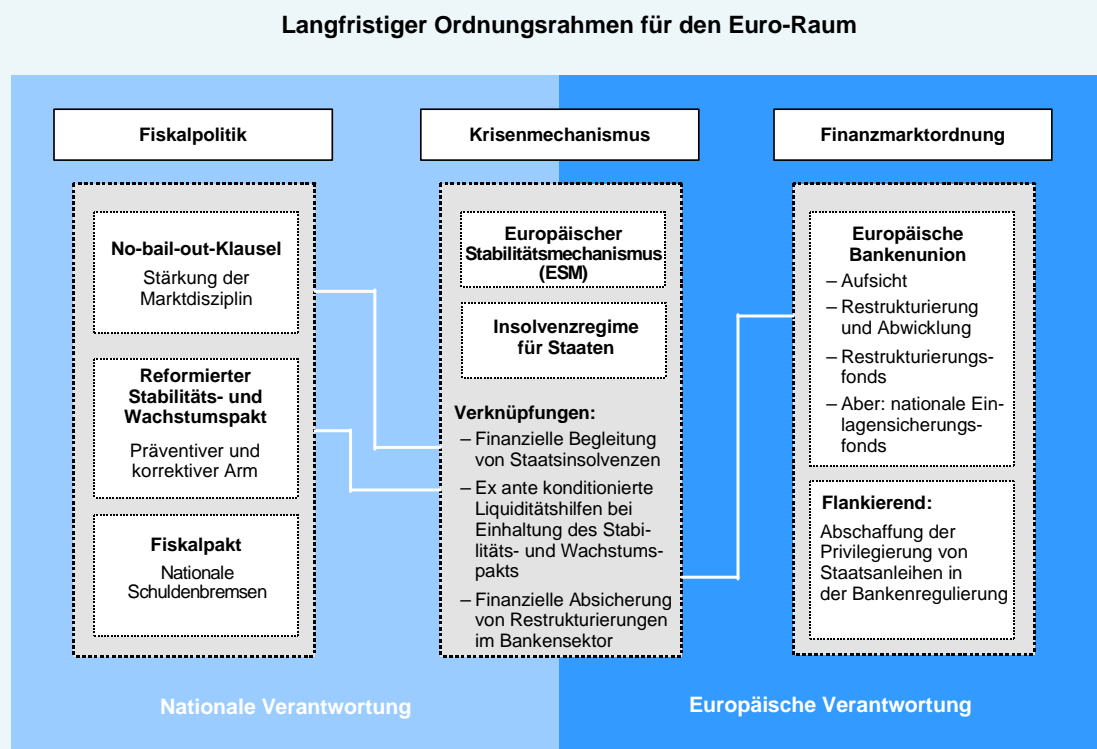 Langfristiger Ordnungsrahmen für den Euro-Raum
Fiskalpolitik
No-bail-out-Klausel
Stärkung der
Marktdisziplin
Reformierter
Stabilitäts- und
Wachstumspakt
Präventiver und
korrektiver Arm
Fiskalpakt
Nationale
Schuldenbremsen
Krisenmechanismus
Europäischer
Stabilitätsmechanismus
(ESM)
Insolvenzregime
für Staaten
Verknüpfungen:
– Finanzielle Begleitung
von Staatsinsolvenzen
– Ex ante konditionierte
Liquiditätshilfen bei
Einhaltung des Stabi-
litäts- und Wachstums-
pakts
– Finanzielle Absicherung
von Restrukturierungen
im Bankensektor
Finanzmarktordnung
Europäische
Bankenunion
– Aufsicht
– Restrukturierung
und Abwicklung
– Restrukturierungs-
fonds
– Aber: nationale Ein-
lagensicherungs-
fonds
Flankierend:
Abschaffung der
Privilegierung von
Staatsanleihen in
der Bankenregulierung
Nationale Verantwortung
Europäische Verantwortung